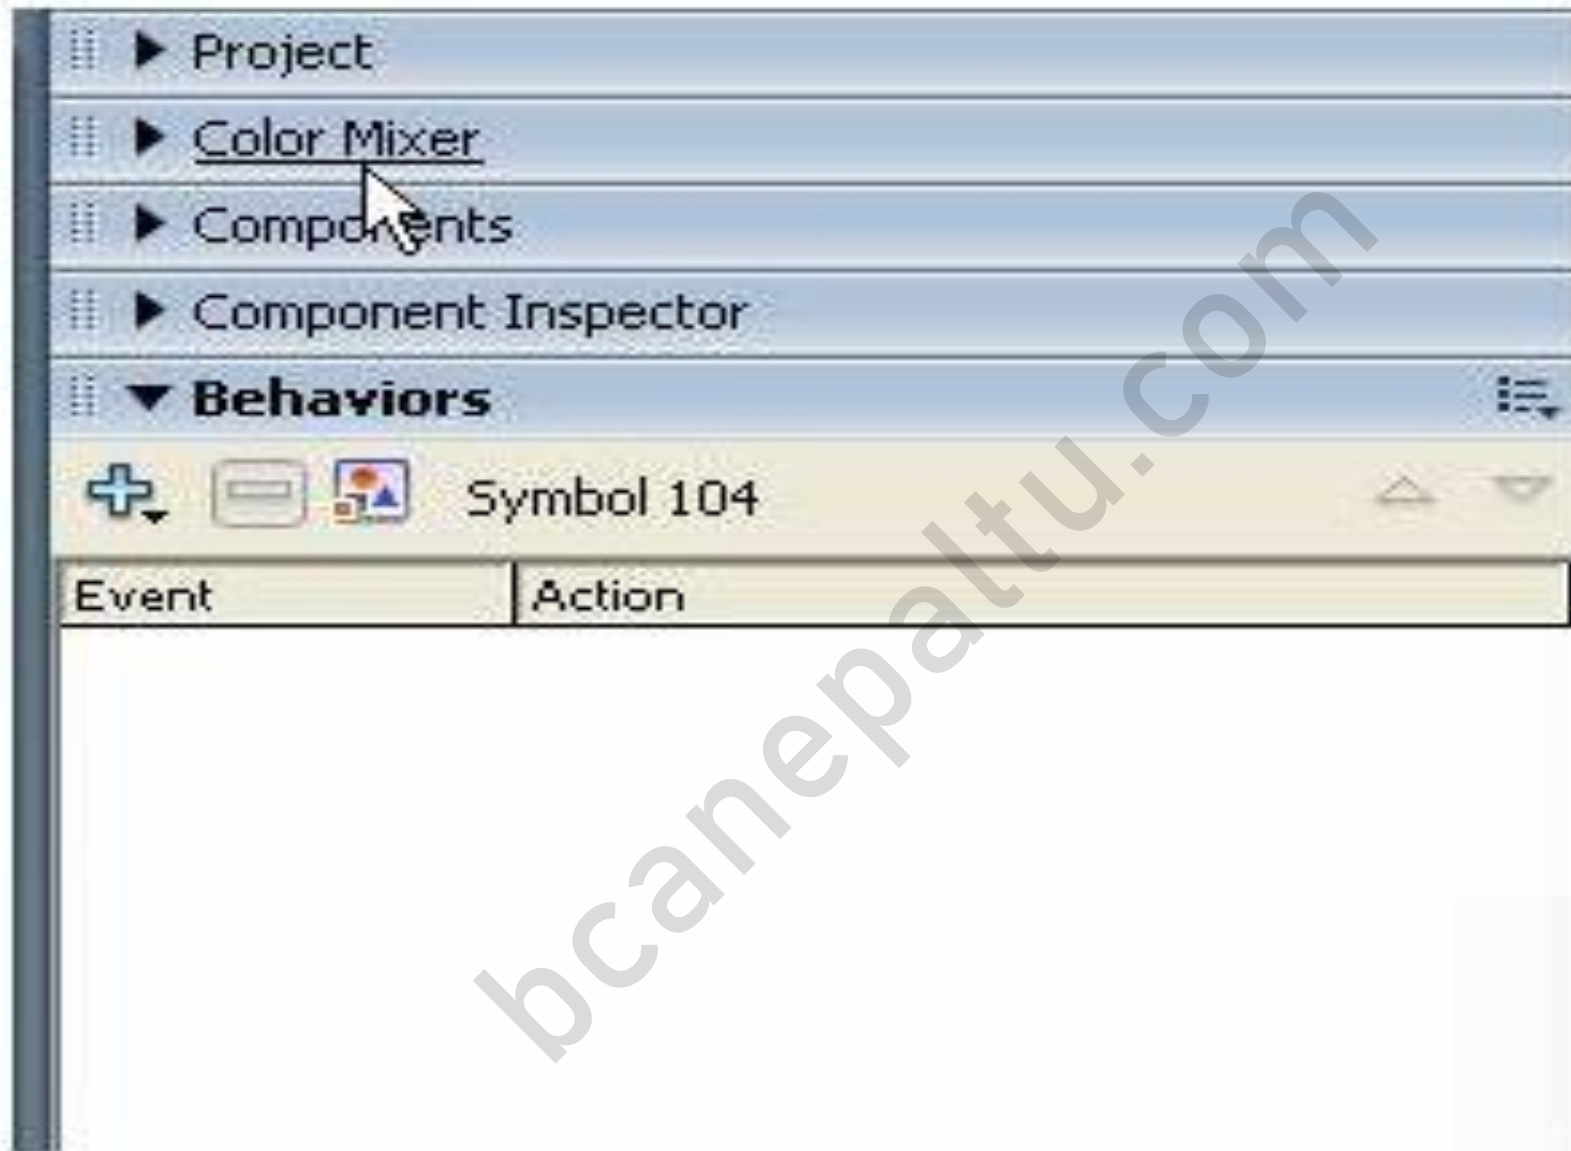 Project
Color Mixer
Components
Component Inspector
Behaviors
Symbol 104
Event Action
bcanepaltu.com